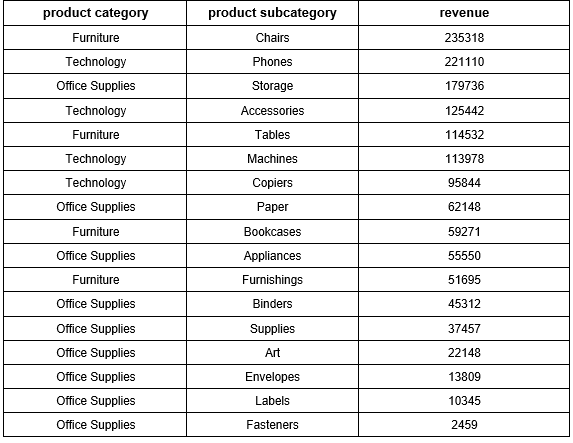 product category product subcategory revenue
Furniture Chairs 235318
Technology Phones 221110
Office Supplies Storage 179736
Technology Accessories 125442
Furniture Tables 114532
Technology Machines 113978
Technology Copiers 95844
Office Supplies Paper 62148
Furniture Bookcases 59271
Office Supplies Appliances 55550
Furniture Furnishings 51695
Office Supplies Binders 45312
Office Supplies Supplies 37457
Office Supplies Art 22148
Office Supplies Envelopes 13809
Office Supplies Labels 10345
Office Supplies Fasteners 2459